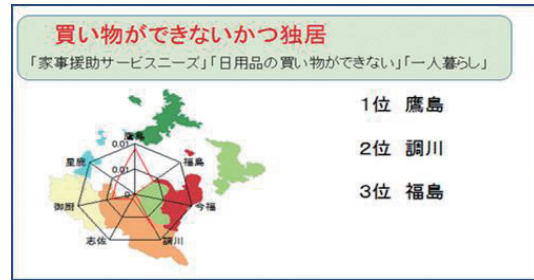 買い物ができないかつ独居
「家事援助サービスニーズ」「日用品の買い物ができない」「一人暮らし」
1位 鷹島
2位 調川
3位 福島
鷹島
0.01
福島
星鹿
0.01
0
御厨
今福
志佐
調川